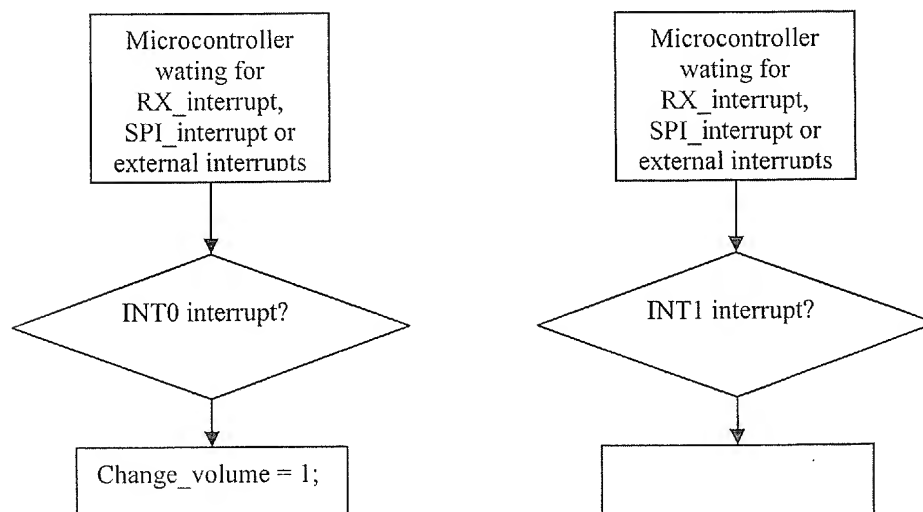 Microcontroller
wating for
RX_interrupt,
SPI_interrupt or
external interrupts
INT0 interrupt?
Change_volume = 1;
Microcontroller
wating for
RX_interrupt,
SPI_interrupt or
external interrupts
INT1 interrupt?